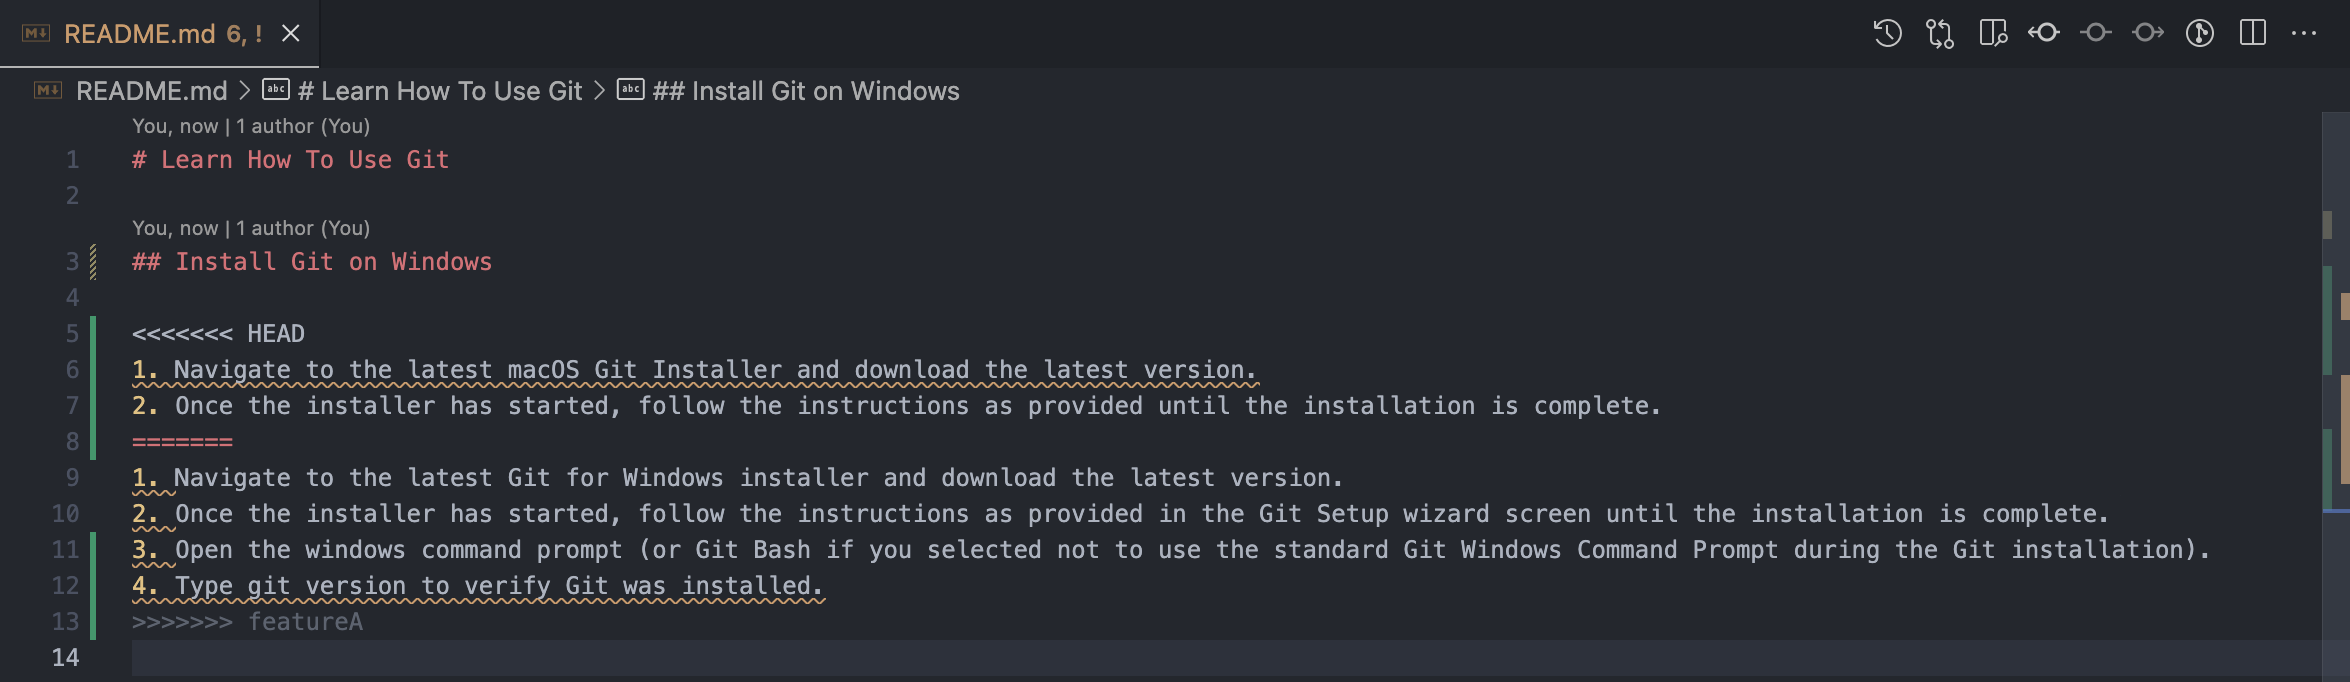 README.md 6, !
README.md > # Learn How To Use Git > ## Install Git on Windows
You, now | 1 author (You)
1 # Learn How To Use Git
2
You, now | 1 author (You)
3 ## Install Git on Windows
4
5 <<<<<<< HEAD
6 1. Navigate to the latest macOS Git Installer and download the latest version.
7 2. Once the installer has started, follow the instructions as provided until the installation is complete.
8 =======
9 1. Navigate to the latest Git for Windows installer and download the latest version.
10 2. Once the installer has started, follow the instructions as provided in the Git Setup wizard screen until the installation is complete.
11 3. Open the windows command prompt (or Git Bash if you selected not to use the standard Git Windows Command Prompt during the Git installation).
12 4. Type git version to verify Git was installed.
13 >>>>>>> featureA
14